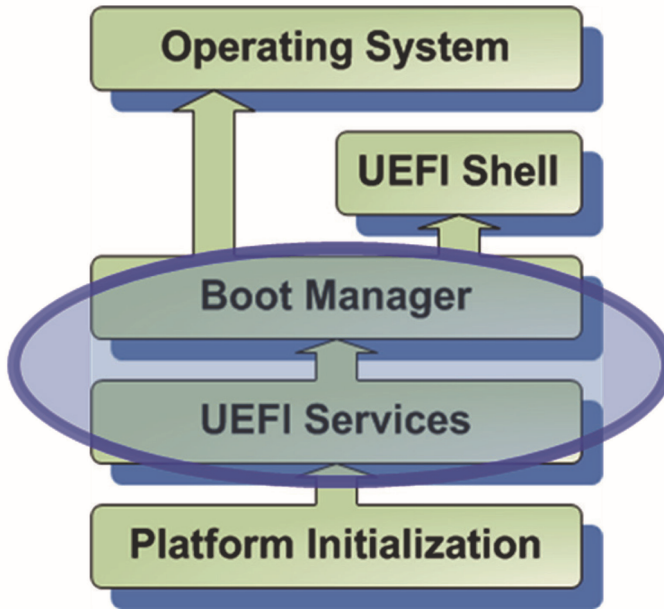 Operating System
UEFI Shell
Boot Manager
UEFI Services
Platform Initialization